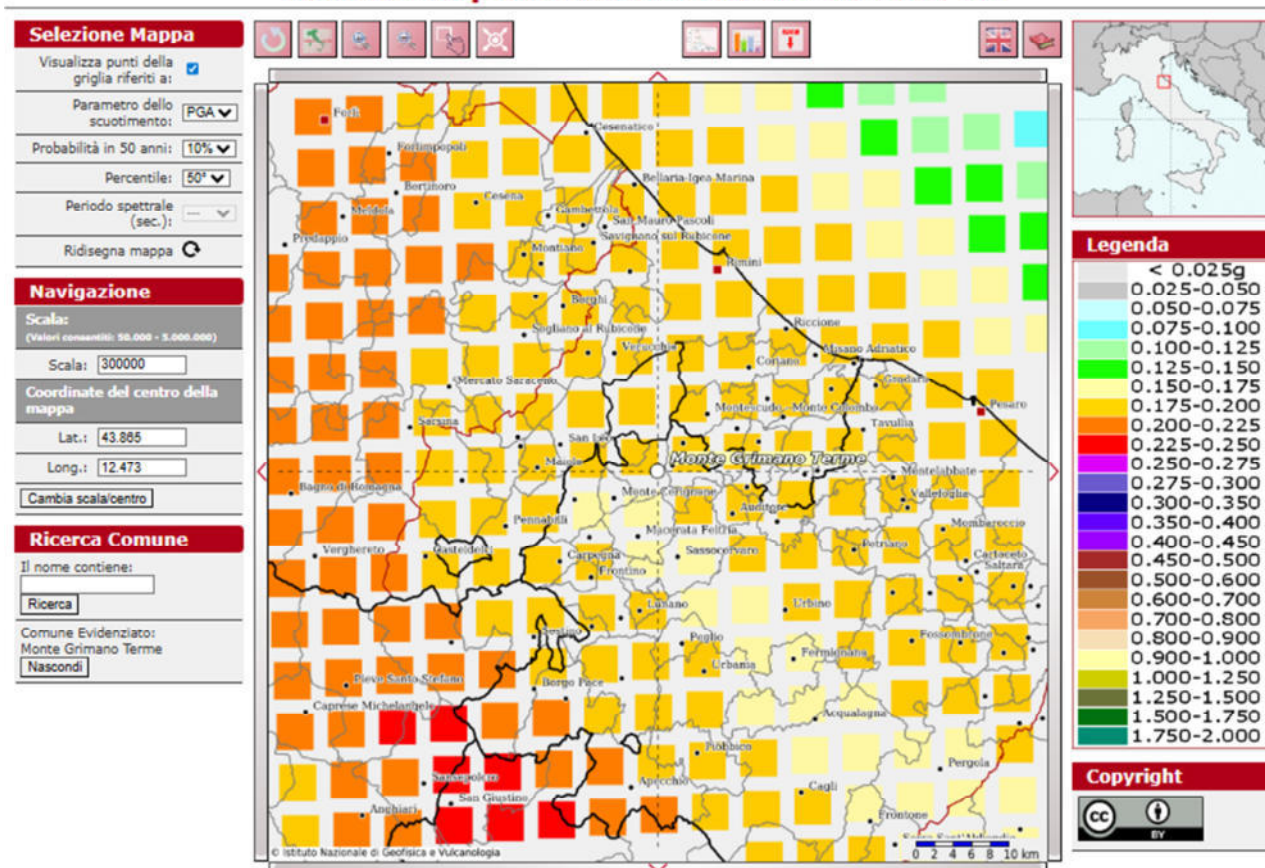 Selezione Mappa
Visualizza punti della
griglia riferiti a:
Parametro dello
scuotimento:
PGA
Probabilità in 50 anni:
10%
Percentile:
50°
Periodo spettrale
(sec.):
---
Ridisegna mappa
Navigazione
Scala:
(Valori consentiti: 50.000 - 5.000.000)
Scala:
300000
Coordinate del centro della
mappa
Lat.:
43.865
Long.:
12.473
Cambia scala/centro
Ricerca Comune
Il nome contiene:
Ricerca
Comune Evidenziato:
Monte Grimano Terme
Nascondi
Forlì
Cesenatico
Forlimpopoli
Bellaria-Igea Marina
Bertinoro
Cesena
Meldola
Gambettola
San Mauro Pascoli
Predappio
Savignano sul Rubicone
Montiano
Rimini
Borghi
Sogliano al Rubicone
Riccione
Verucchio
Misano Adriatico
Coriano
Mercato Saraceno
Gradara
Montescudo - Monte Colombo
Pesaro
Sarsina
Tavullia
San Leo
Maiolo
Monte Grimano Terme
Montelabbate
Bagno di Romagna
Monte Cerignone
Vallefoglia
Auditore
Pennabilli
Macerata Feltria
Mombaroccio
Verghereto
Casteldelci
Carpegna
Sassocorvaro
Petriano
Cartoceto
Saltara
Frontino
Lunano
Urbino
Sestino
Peglio
Fossombrone
Fermignano
Urbania
Pieve Santo Stefano
Borgo Pace
Caprese Michelangelo
Acqualagna
Piobbico
Pergola
Sansepolcro
Apecchio
Cagli
San Giustino
Anghiari
Frontone
Serra Sant'Abbondio
© Istituto Nazionale di Geofisica e Vulcanologia
0 2 4 6 8 10 km
Legenda
< 0.025g
0.025-0.050
0.050-0.075
0.075-0.100
0.100-0.125
0.125-0.150
0.150-0.175
0.175-0.200
0.200-0.225
0.225-0.250
0.250-0.275
0.275-0.300
0.300-0.350
0.350-0.400
0.400-0.450
0.450-0.500
0.500-0.600
0.600-0.700
0.700-0.800
0.800-0.900
0.900-1.000
1.000-1.250
1.250-1.500
1.500-1.750
1.750-2.000
Copyright
CC
BY